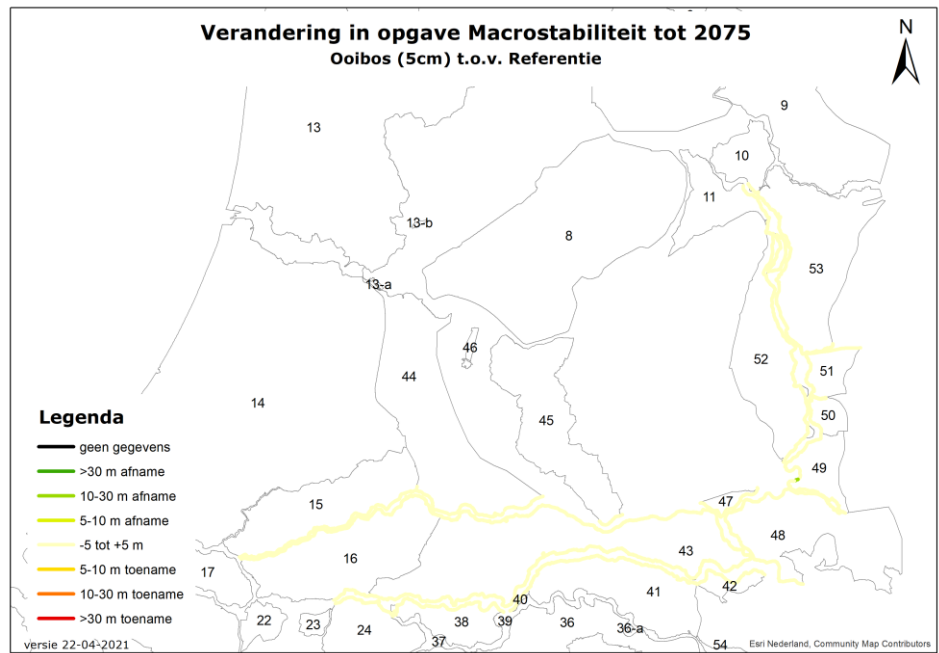 Verandering in opgave Macrostabiliteit tot 2075
Ooibos (5cm) t.o.v. Referentie
N
9
13
10
11
13-b
8
53
13-a
46
52
51
44
14
45
50
Legenda
geen gegevens
>30 m afname
10-30 m afname
5-10 m afname
-5 tot +5 m
5-10 m toename
10-30 m toename
>30 m toename
49
47
15
48
43
16
17
42
41
40
22
23
24
38
39
36
36-a
37
54
versie 22-04-2021
Esri Nederland, Community Map Contributors